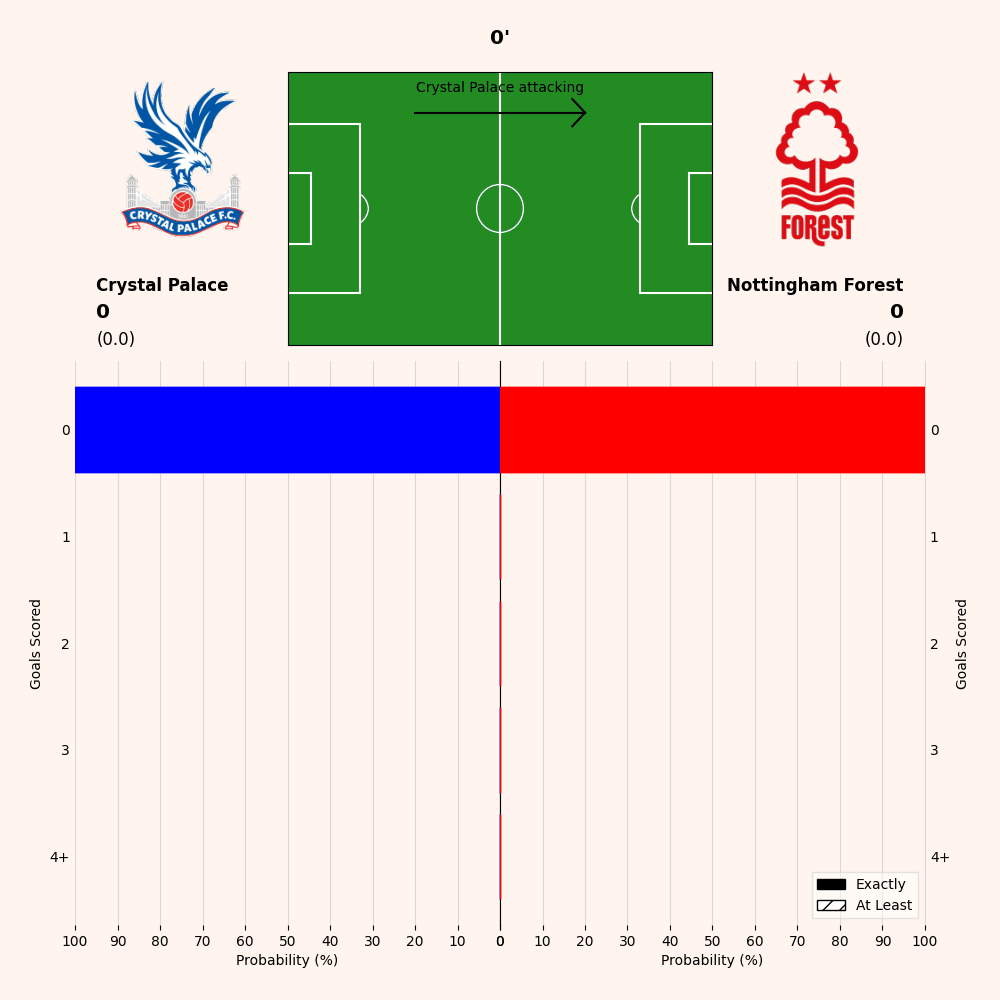 0'
Crystal Palace attacking
CRYSTAL PALACE F.C.
FOREST
Crystal Palace
0
(0.0)
Nottingham Forest
0
(0.0)
0
1
2
3
4+
Goals Scored
0
1
2
3
4+
Goals Scored
Exactly
At Least
100 90 80 70 60 50 40 30 20 10 0
0 10 20 30 40 50 60 70 80 90 100
Probability (%)
Probability (%)